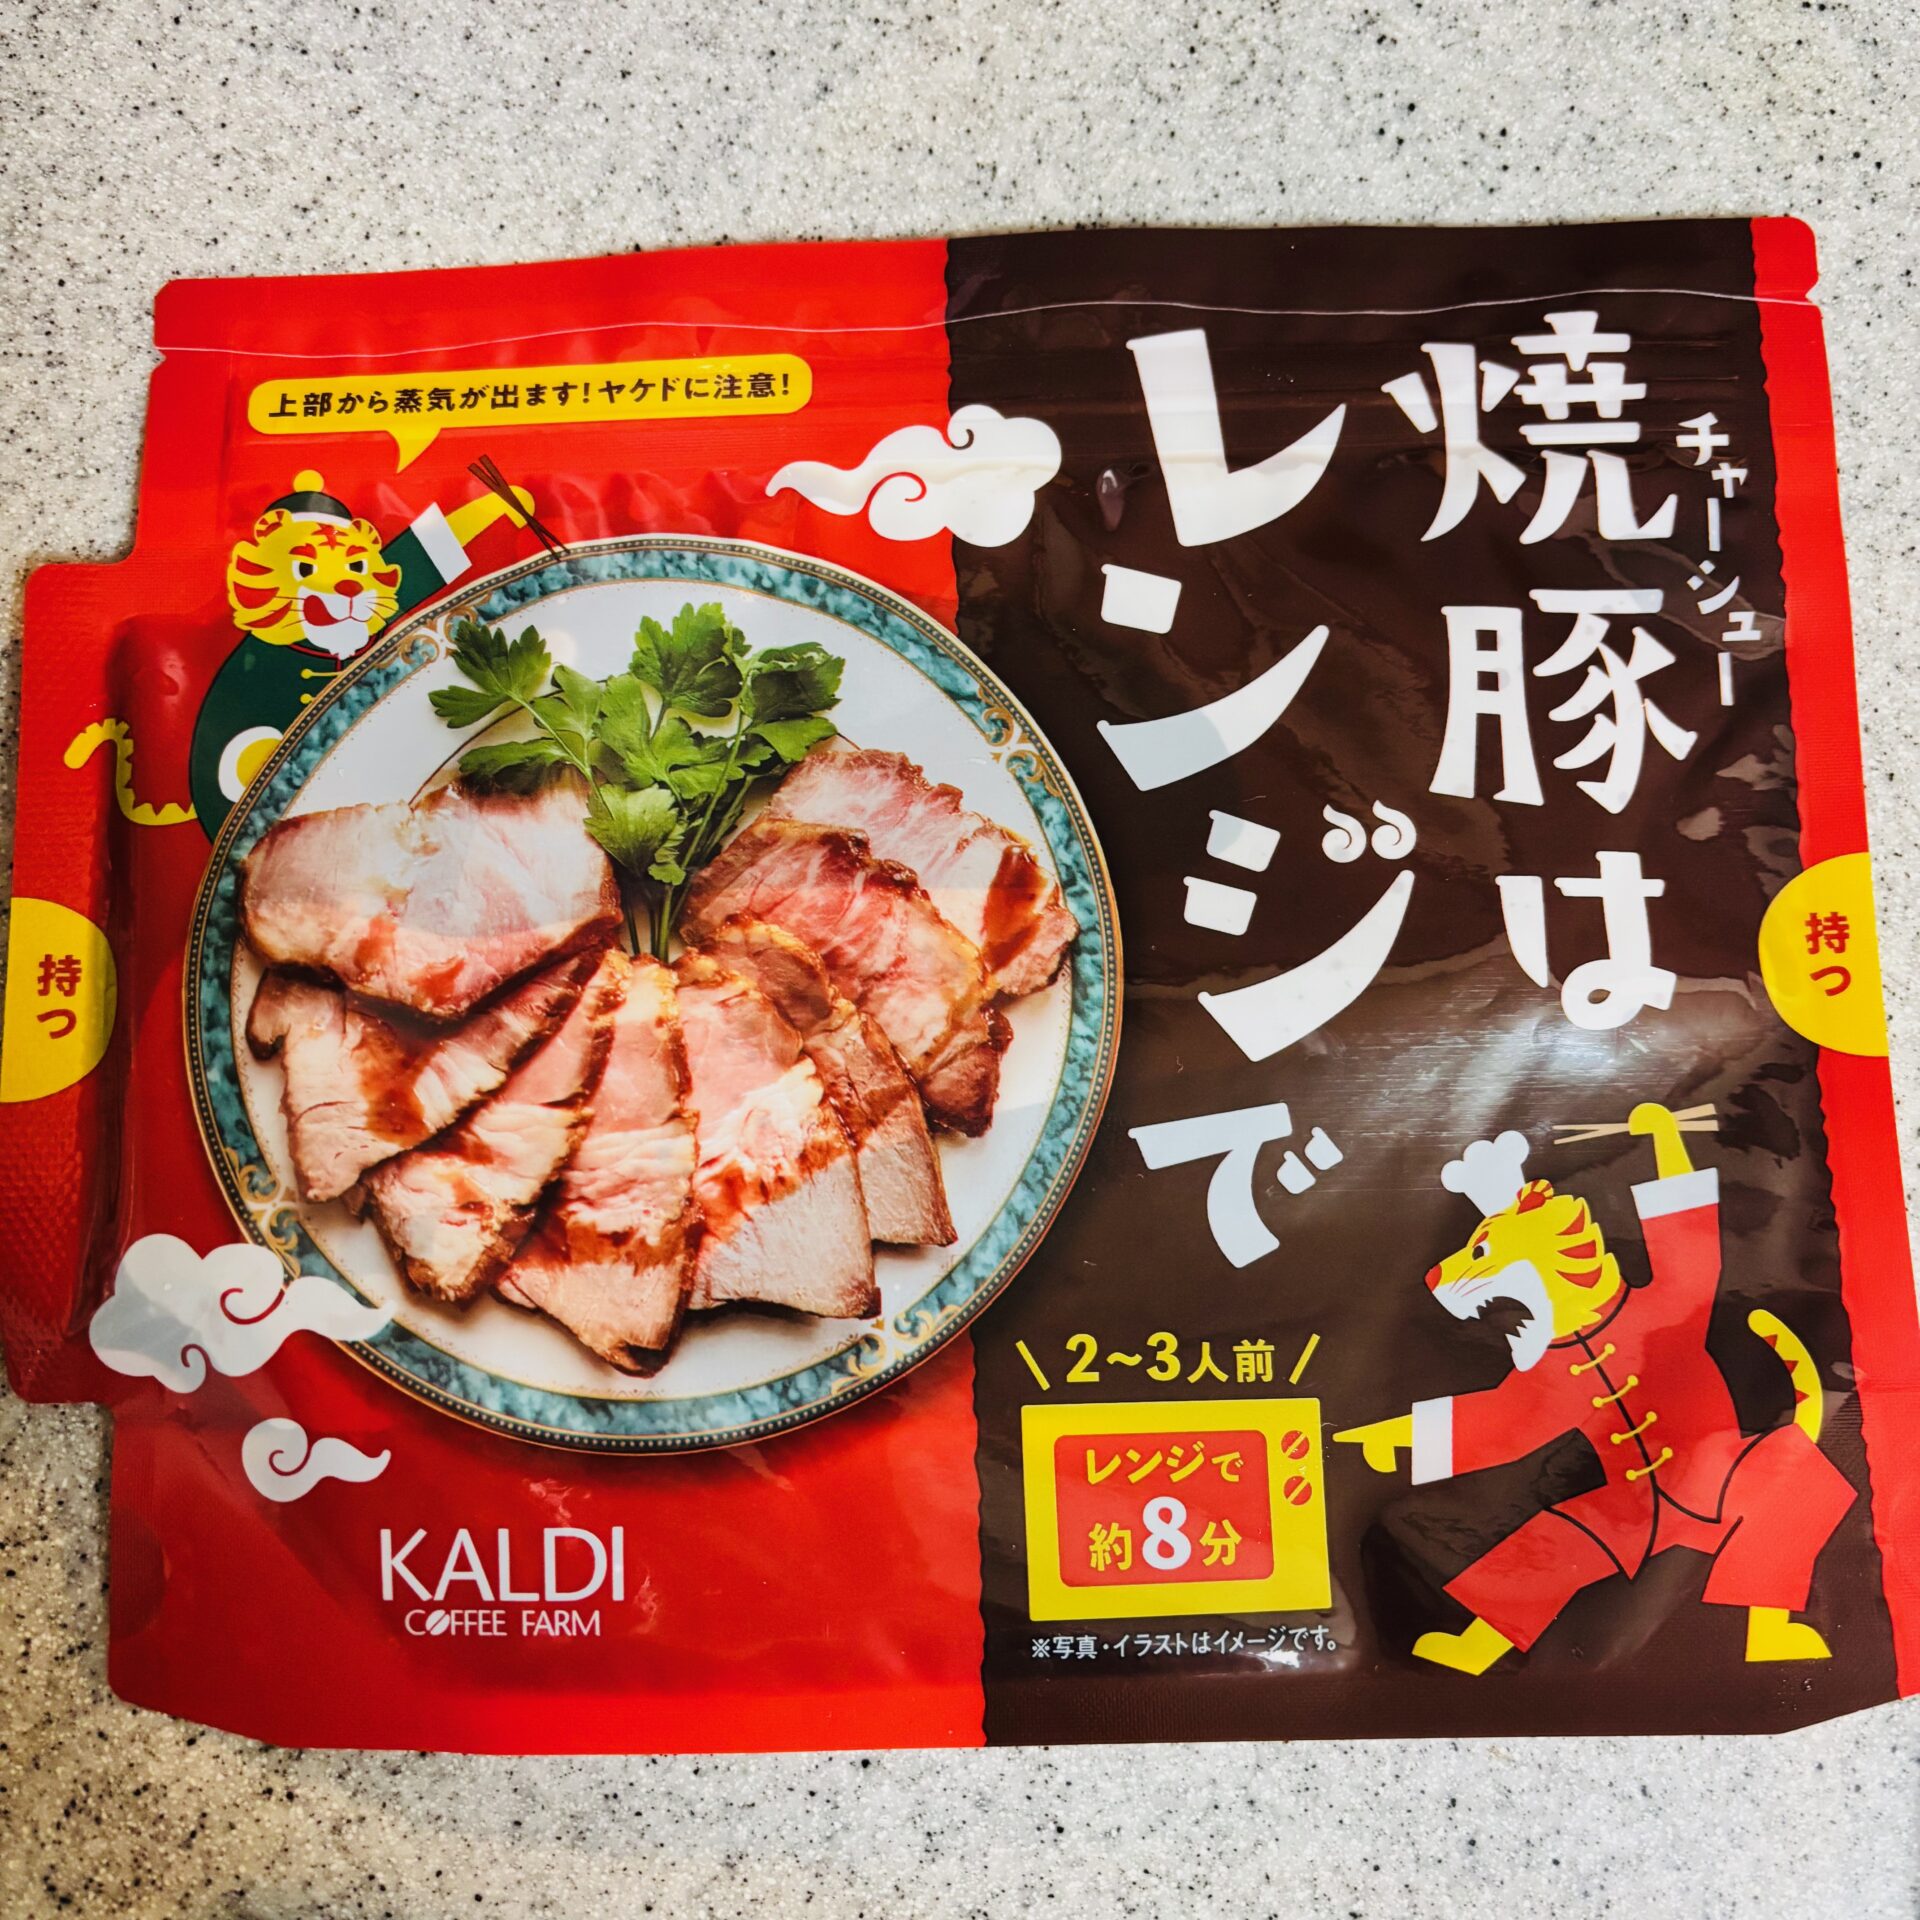 焼豚は
チャーシュー
レンジで
上部から蒸気が出ます！ヤケドに注意！
持つ
持つ
2〜3人前
レンジで
約8分
※写真・イラストはイメージです。
KALDI
COFFEE FARM